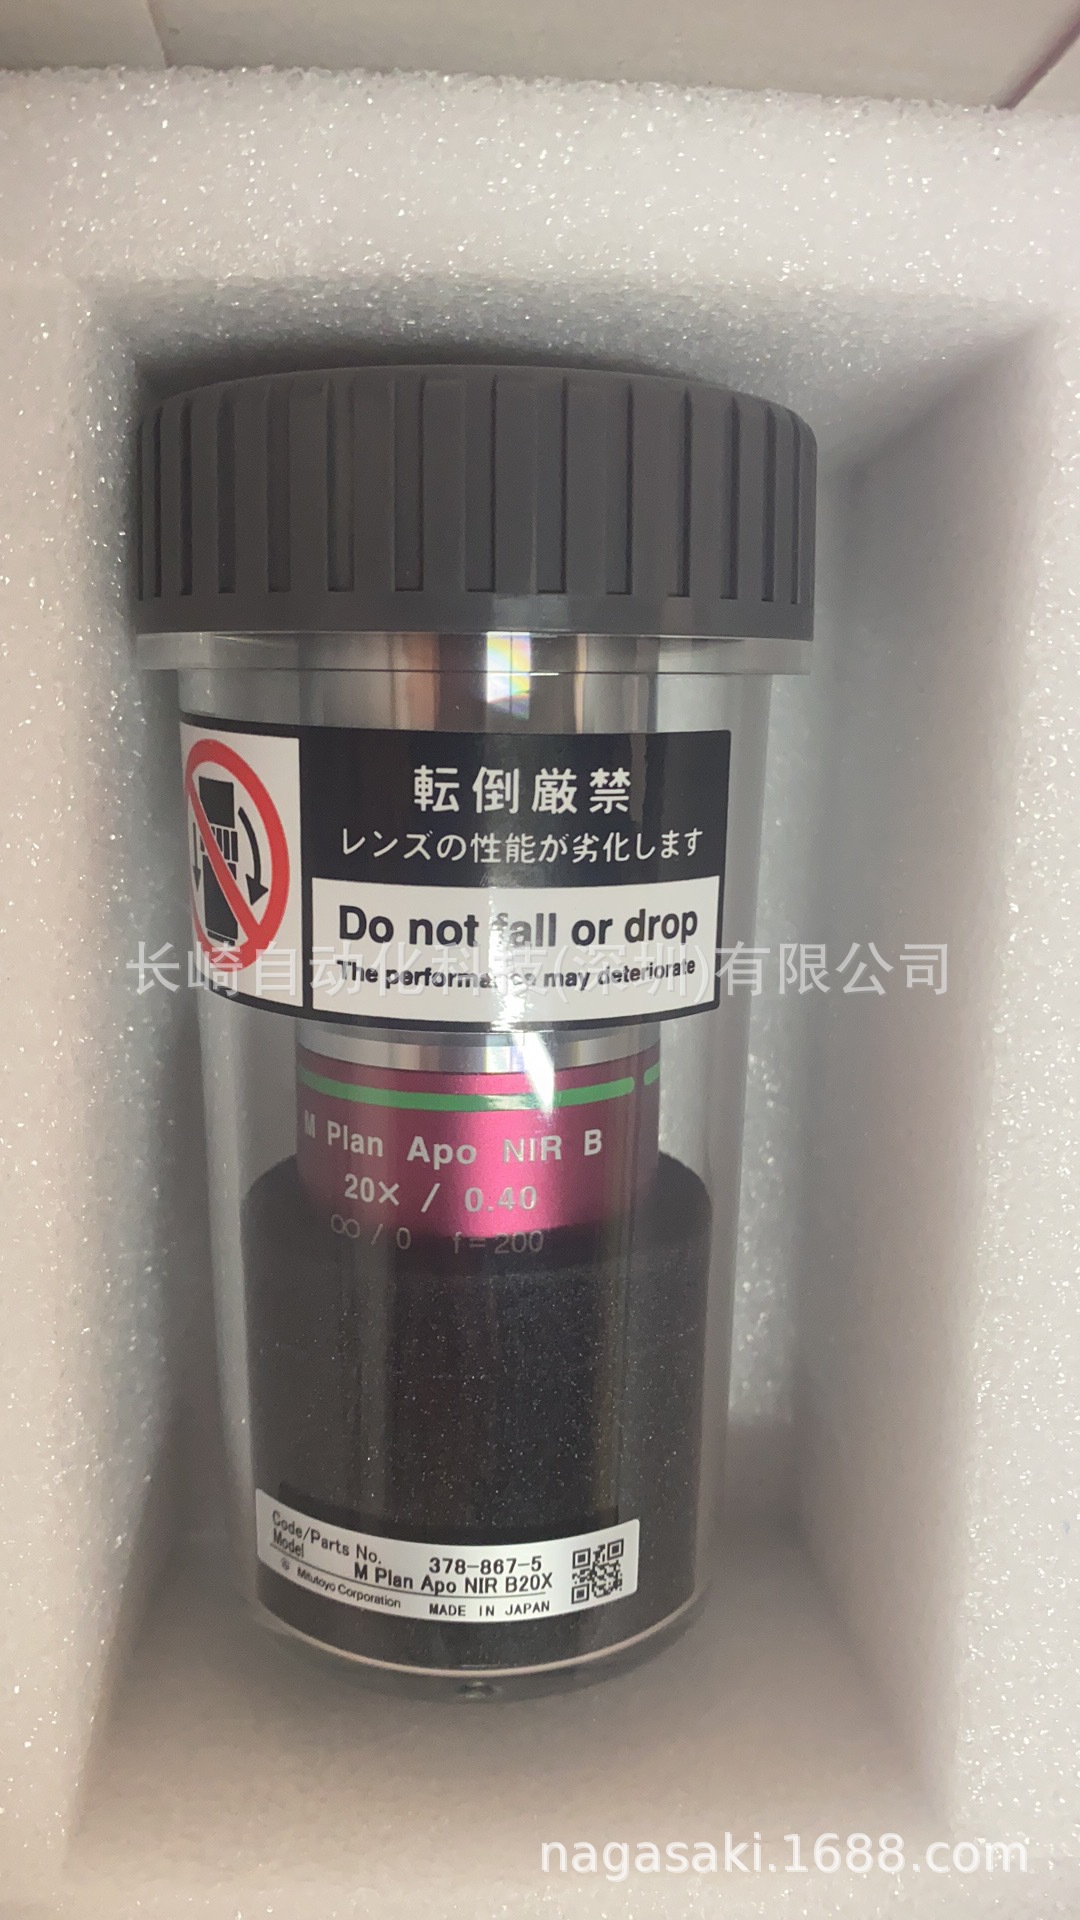 転倒厳禁
レンズの性能が劣化します
Do not fall or drop
The performance may deteriorate
长崎自动化科技(深圳)有限公司
M Plan Apo NIR B
20X / 0.40
∞ / 0 f=200
Code/Parts No. 378-867-5
Model M Plan Apo NIR B20X
Mitutoyo Corporation MADE IN JAPAN
nagasaki.1688.com